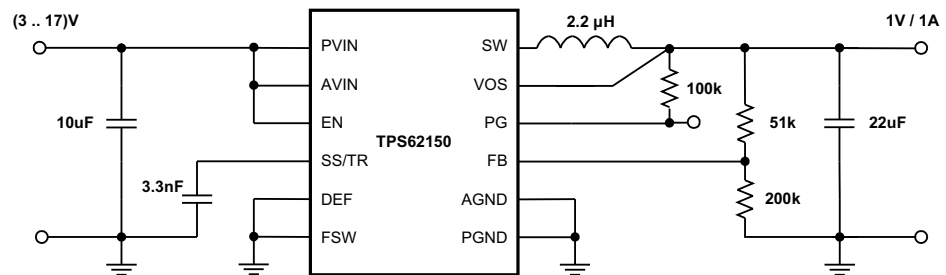 (3 .. 17)V
2.2 µH
1V / 1A
PVIN
SW
AVIN
VOS
100k
10uF
EN
PG
51k
22uF
TPS62150
SS/TR
FB
3.3nF
DEF
AGND
200k
FSW
PGND